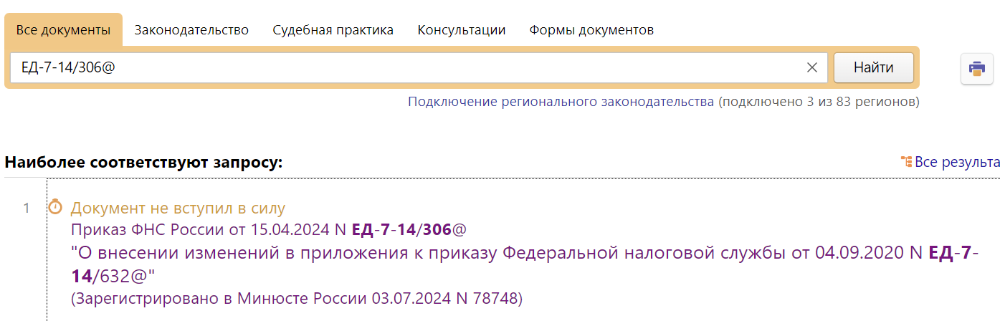 Все документы Законодательство Судебная практика Консультации Формы документов
ЕД-7-14/306@ Найти
Подключение регионального законодательства (подключено 3 из 83 регионов)
Наиболее соответствуют запросу: Все результа
1 Документ не вступил в силу
Приказ ФНС России от 15.04.2024 N ЕД-7-14/306@
"О внесении изменений в приложения к приказу Федеральной налоговой службы от 04.09.2020 N ЕД-7-
14/632@"
(Зарегистрировано в Минюсте России 03.07.2024 N 78748)